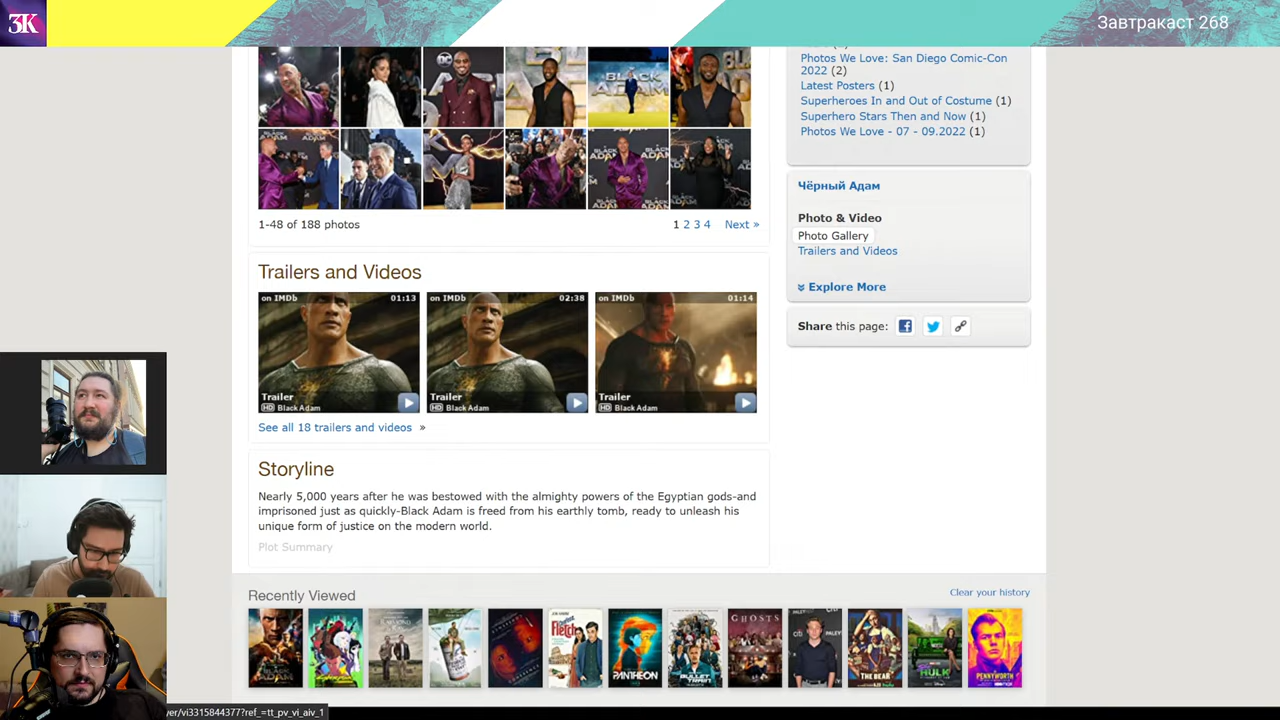 ЗК
Завтракаст 268
Photos We Love: San Diego Comic-Con
2022 (2)
Latest Posters (1)
Superheroes In and Out of Costume (1)
Superhero Stars Then and Now (1)
Photos We Love - 07 - 09.2022 (1)
DC
BLACK
ADAM
BLACK
ADAM
1-48 of 188 photos
1 2 3 4 Next »
Чёрный Адам
Photo & Video
Photo Gallery
Trailers and Videos
Explore More
Share this page:
Trailers and Videos
on IMDb 01:13
Trailer
HD Black Adam
on IMDb 02:38
Trailer
HD Black Adam
on IMDb 01:14
Trailer
HD Black Adam
See all 18 trailers and videos »
Storyline
Nearly 5,000 years after he was bestowed with the almighty powers of the Egyptian gods-and
imprisoned just as quickly-Black Adam is freed from his earthly tomb, ready to unleash his
unique form of justice on the modern world.
Plot Summary
Recently Viewed
Clear your history
BLACK ADAM
Fletch
PANTHEON
BULLET TRAIN
GHOSTS
citi
PALEY
THE BEAR
HULK
PENNYWORTH
yer/vi3315844377?ref_=tt_pv_vi_aiv_1